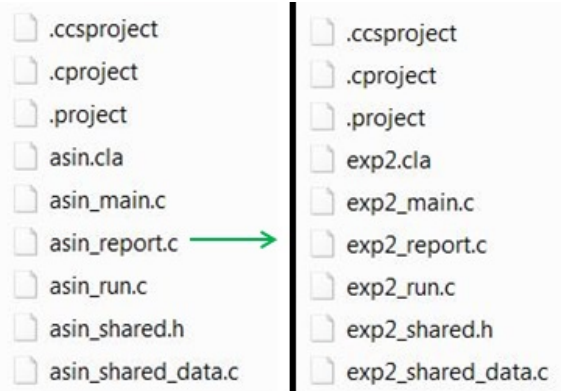 .ccsproject
.cproject
.project
asin.cla
asin_main.c
asin_report.c
asin_run.c
asin_shared.h
asin_shared_data.c
.ccsproject
.cproject
.project
exp2.cla
exp2_main.c
exp2_report.c
exp2_run.c
exp2_shared.h
exp2_shared_data.c